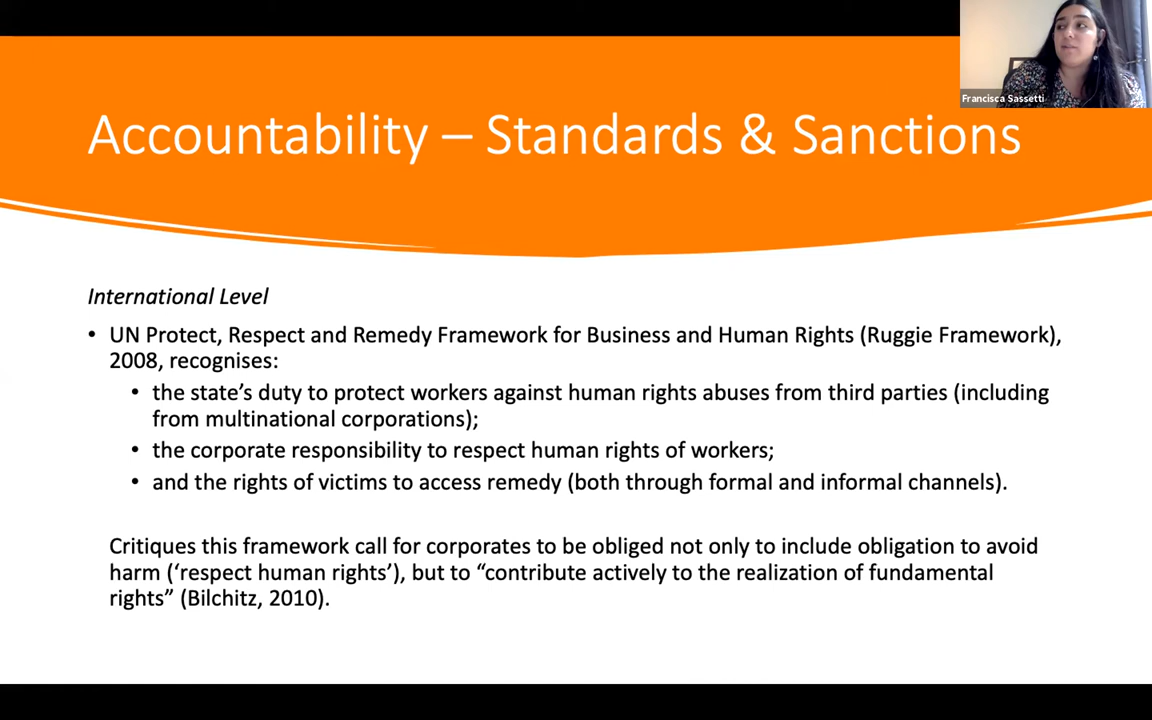 Francisca Sassetti
Accountability – Standards & Sanctions
International Level
• UN Protect, Respect and Remedy Framework for Business and Human Rights (Ruggie Framework),
2008, recognises:
• the state’s duty to protect workers against human rights abuses from third parties (including
from multinational corporations);
• the corporate responsibility to respect human rights of workers;
• and the rights of victims to access remedy (both through formal and informal channels).
Critiques this framework call for corporates to be obliged not only to include obligation to avoid
harm (‘respect human rights’), but to “contribute actively to the realization of fundamental
rights” (Bilchitz, 2010).